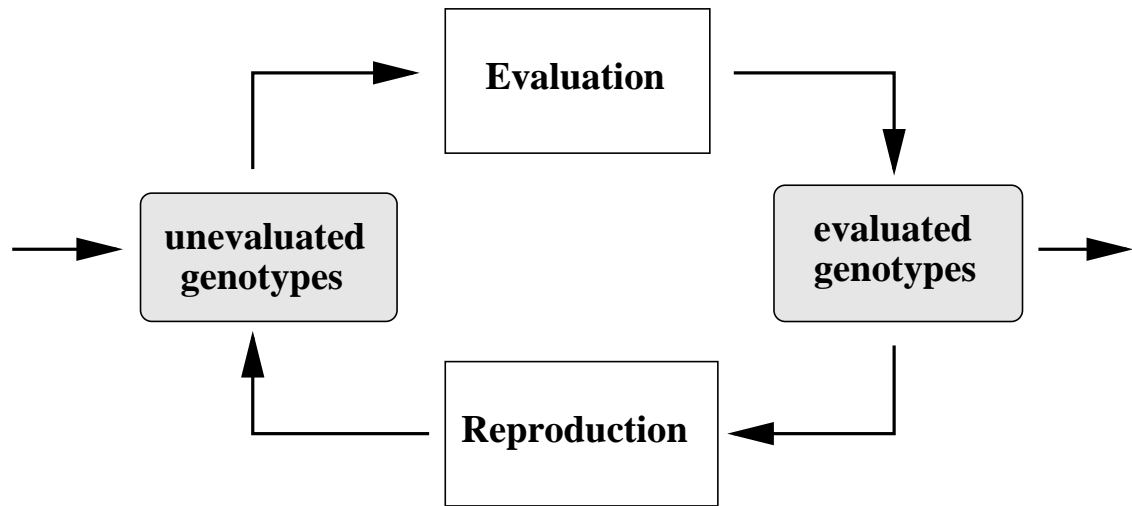 Evaluation
unevaluated
genotypes
evaluated
genotypes
Reproduction